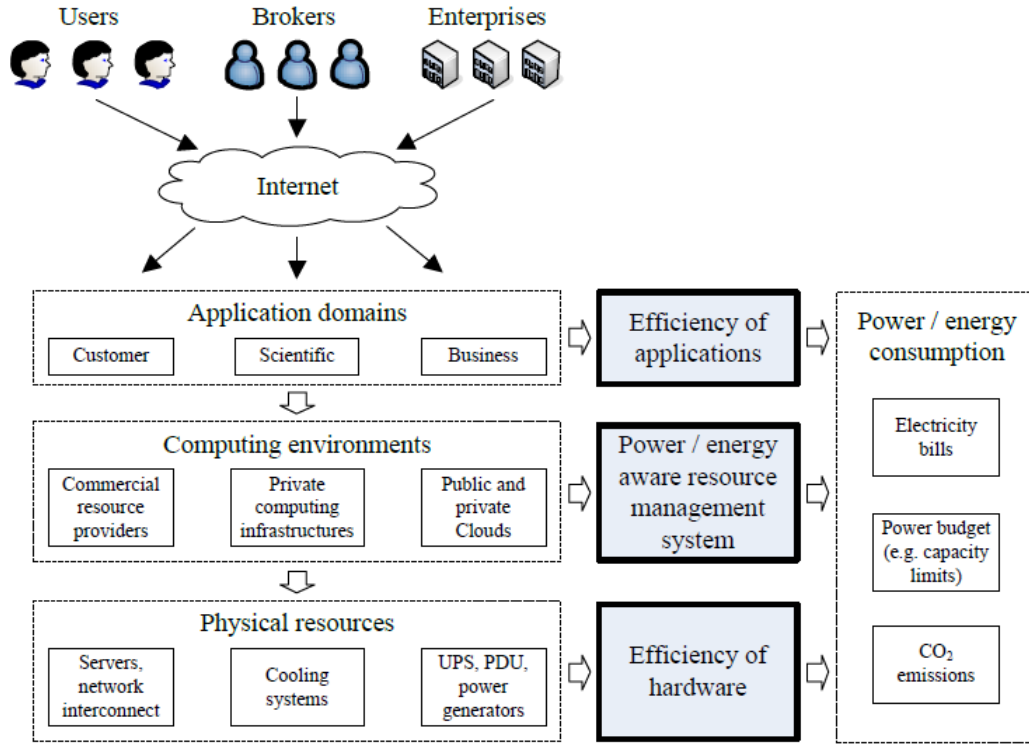 Users
Brokers
Enterprises
Internet
Application domains
Customer
Scientific
Business
Efficiency of
applications
Power / energy
consumption
Computing environments
Commercial
resource
providers
Private
computing
infrastructures
Public and
private
Clouds
Power / energy
aware resource
management
system
Electricity
bills
Power budget
(e.g. capacity
limits)
Physical resources
Servers,
network
interconnect
Cooling
systems
UPS, PDU,
power
generators
Efficiency of
hardware
CO₂
emissions